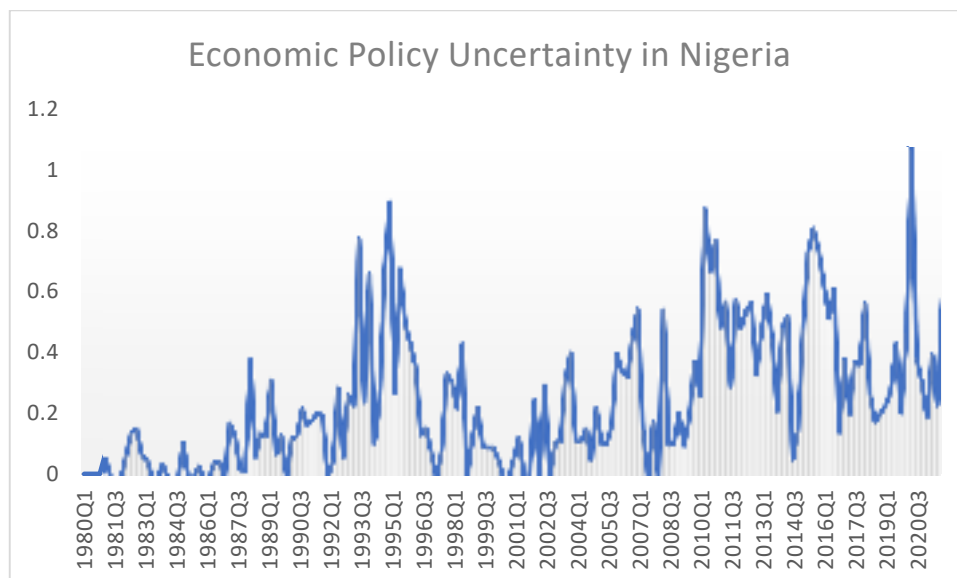 Economic Policy Uncertainty in Nigeria
1.2
1
0.8
0.6
0.4
0.2
0
1980Q1
1981Q3
1983Q1
1984Q3
1986Q1
1987Q3
1989Q1
1990Q3
1992Q1
1993Q3
1995Q1
1996Q3
1998Q1
1999Q3
2001Q1
2002Q3
2004Q1
2005Q3
2007Q1
2008Q3
2010Q1
2011Q3
2013Q1
2014Q3
2016Q1
2017Q3
2019Q1
2020Q3